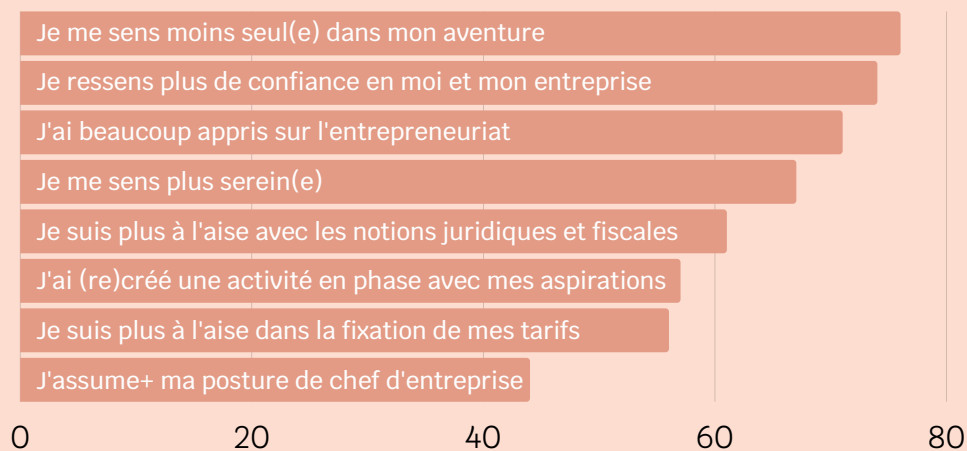 Je me sens moins seul(e) dans mon aventure
Je ressens plus de confiance en moi et mon entreprise
J'ai beaucoup appris sur l'entrepreneuriat
Je me sens plus serein(e)
Je suis plus à l'aise avec les notions juridiques et fiscales
J'ai (re)créé une activité en phase avec mes aspirations
Je suis plus à l'aise dans la fixation de mes tarifs
J'assume+ ma posture de chef d'entreprise
0 20 40 60 80